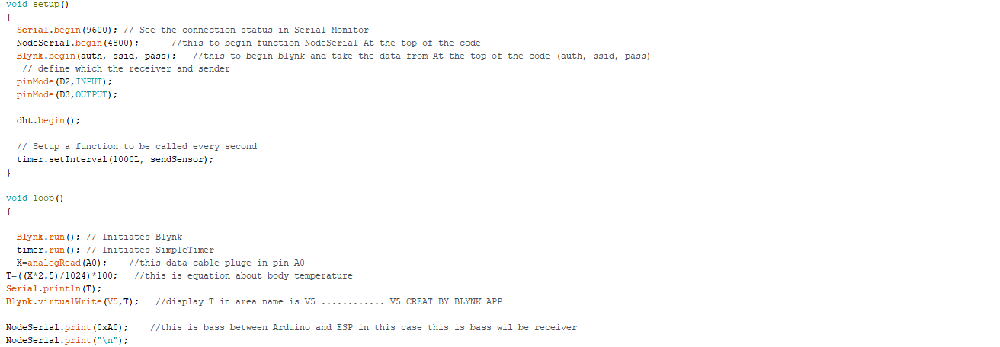 void setup()
{
Serial.begin(9600); // See the connection status in Serial Monitor
NodeSerial.begin(4800);      //this to begin function NodeSerial At the top of the code
Blynk.begin(auth, ssid, pass);   //this to begin blynk and take the data from At the top of the code (auth, ssid, pass)
// define which the receiver and sender
pinMode(D2,INPUT);
pinMode(D3,OUTPUT);
dht.begin();
// Setup a function to be called every second
timer.setInterval(1000L, sendSensor);
}
void loop()
{
Blynk.run(); // Initiates Blynk
timer.run(); // Initiates SimpleTimer
X=analogRead(A0);    //this data cable pluge in pin A0
T=((X*2.5)/1024)*100;   //this is equation about body temperature
Serial.println(T);
Blynk.virtualWrite(V5,T);   //display T in area name is V5 ............ V5 CREAT BY BLYNK APP
NodeSerial.print(0xA0);    //this is bass between Arduino and ESP in this case this is bass wil be receiver
NodeSerial.print("\n");